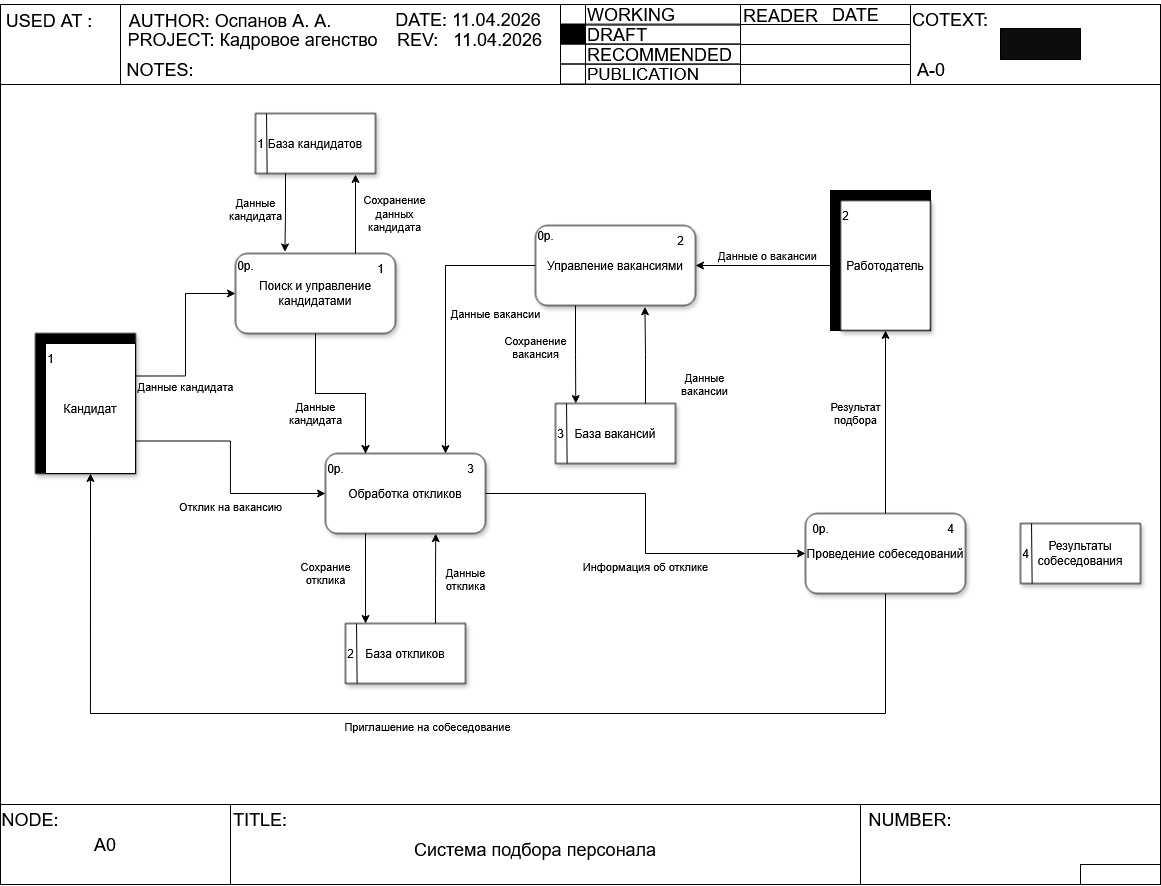 USED AT :
AUTHOR: Оспанов А. А.
DATE: 11.04.2026
PROJECT: Кадровое агенство
REV: 11.04.2026
NOTES:
WORKING
DRAFT
RECOMMENDED
PUBLICATION
READER DATE
COTEXT:
A-0
1
База кандидатов
Данные
кандидата
Сохранение
данных
кандидата
0р.
1
Поиск и управление
кандидатами
0р.
2
Управление вакансиями
Данные о вакансии
2
Работодатель
1
Кандидат
Данные кандидата
Данные вакансии
Сохранение
вакансия
Данные
вакансии
Данные
кандидата
Результат
подбора
3
База вакансий
0р.
3
Обработка откликов
Отклик на вакансию
0р.
4
Проведение собеседований
4
Результаты
собеседования
Сохрание
отклика
Данные
отклика
Информация об отклике
2
База откликов
Приглашение на собеседование
NODE:
A0
TITLE:
Система подбора персонала
NUMBER: